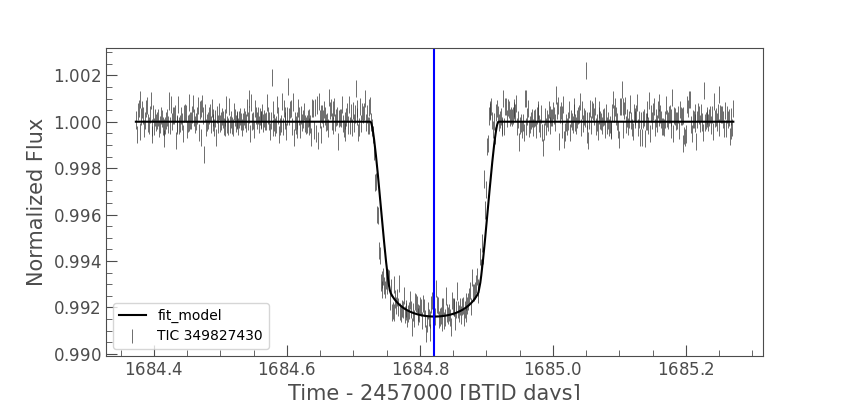 1.002
1.000
0.998
0.996
0.994
0.992
0.990
Normalized Flux
fit_model
TIC 349827430
1684.4 1684.6 1684.8 1685.0 1685.2
Time - 2457000 [BTJD days]